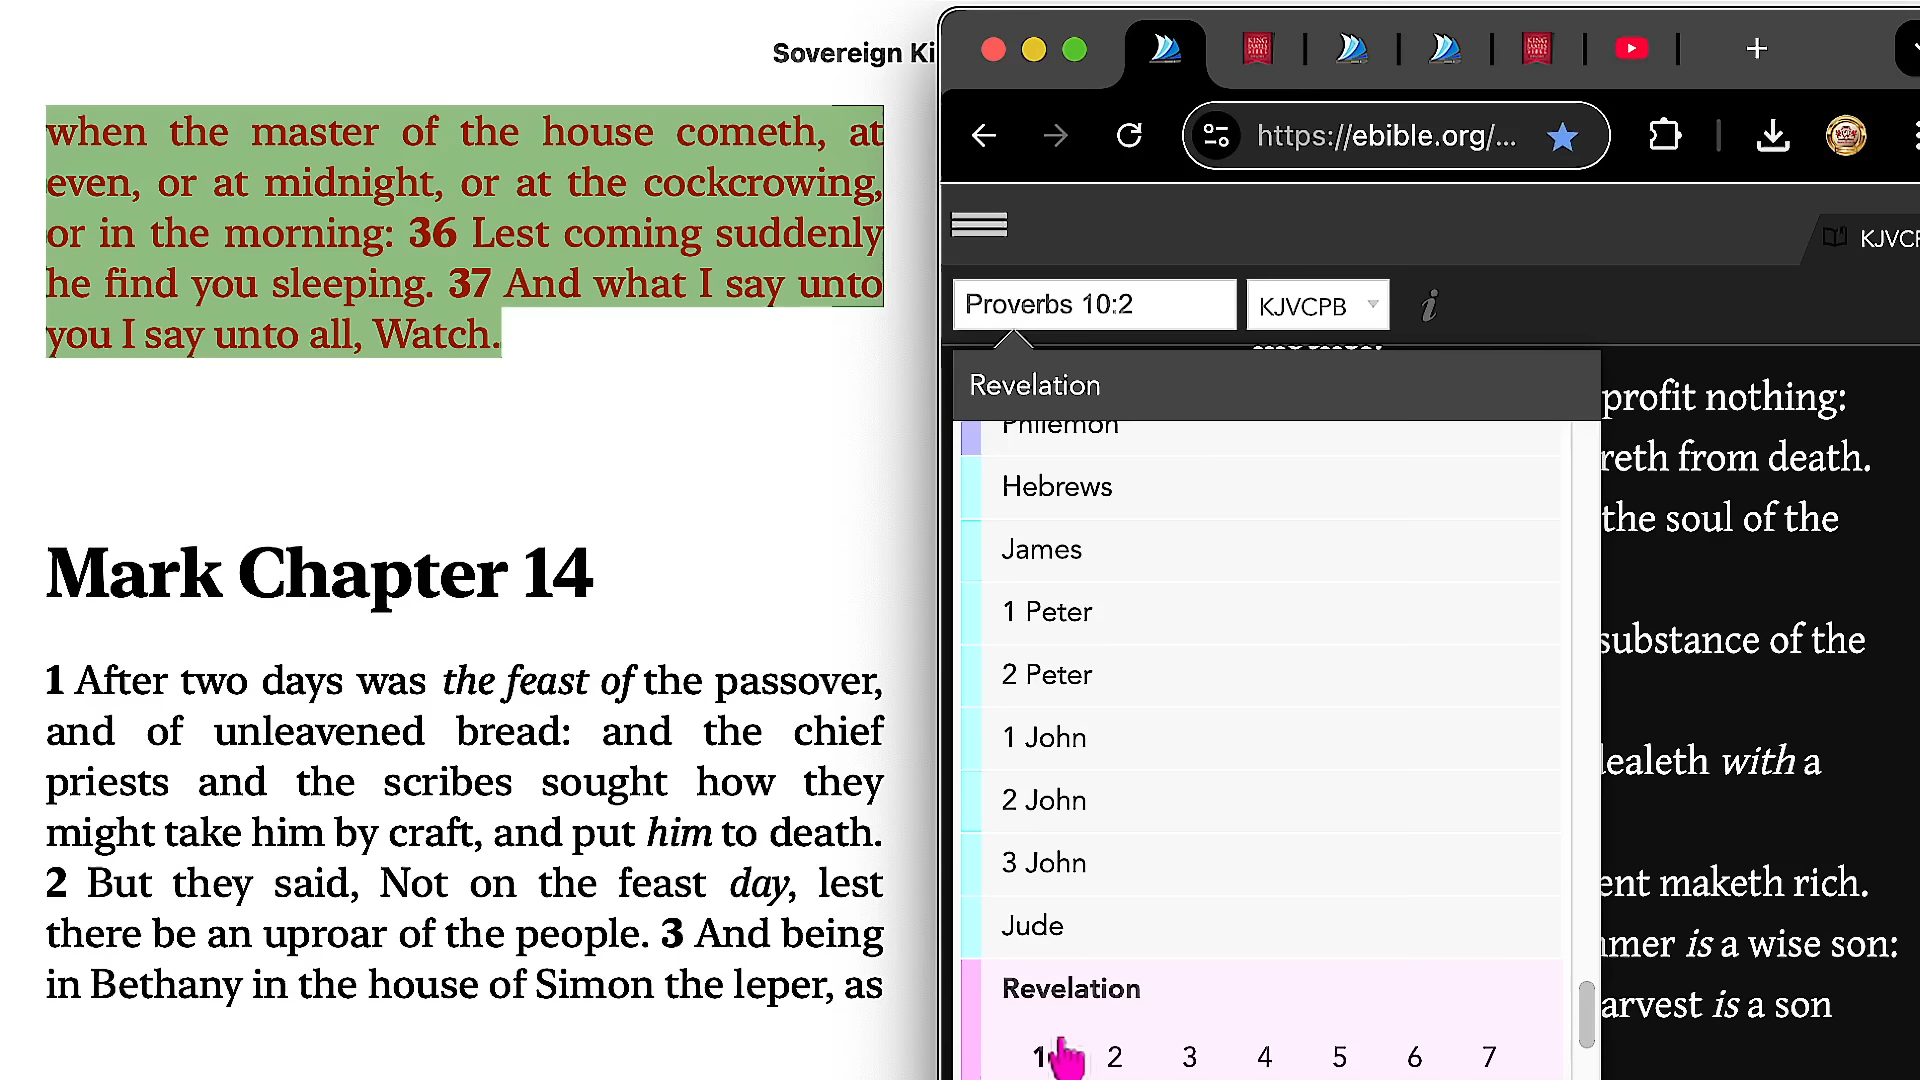 Sovereign Ki
when the master of the house cometh, at
even, or at midnight, or at the cockcrowing,
or in the morning: 36 Lest coming suddenly
he find you sleeping. 37 And what I say unto
you I say unto all, Watch.
Mark Chapter 14
1 After two days was the feast of the passover,
and of unleavened bread: and the chief
priests and the scribes sought how they
might take him by craft, and put him to death.
2 But they said, Not on the feast day, lest
there be an uproar of the people. 3 And being
in Bethany in the house of Simon the leper, as
https://ebible.org/...
KJVCP
Proverbs 10:2
KJVCPB
i
Revelation
Philemon
Hebrews
James
1 Peter
2 Peter
1 John
2 John
3 John
Jude
Revelation
1 2 3 4 5 6 7
profit nothing:
reth from death.
the soul of the
substance of the
ealeth with a
ent maketh rich.
mer is a wise son:
arvest is a son